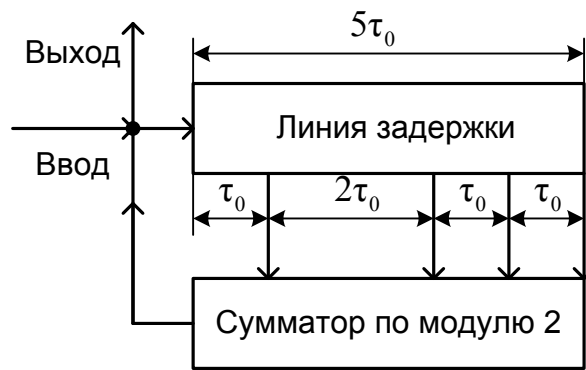 5τ₀
Выход
Линия задержки
Ввод
τ₀ 2τ₀ τ₀ τ₀
Сумматор по модулю 2